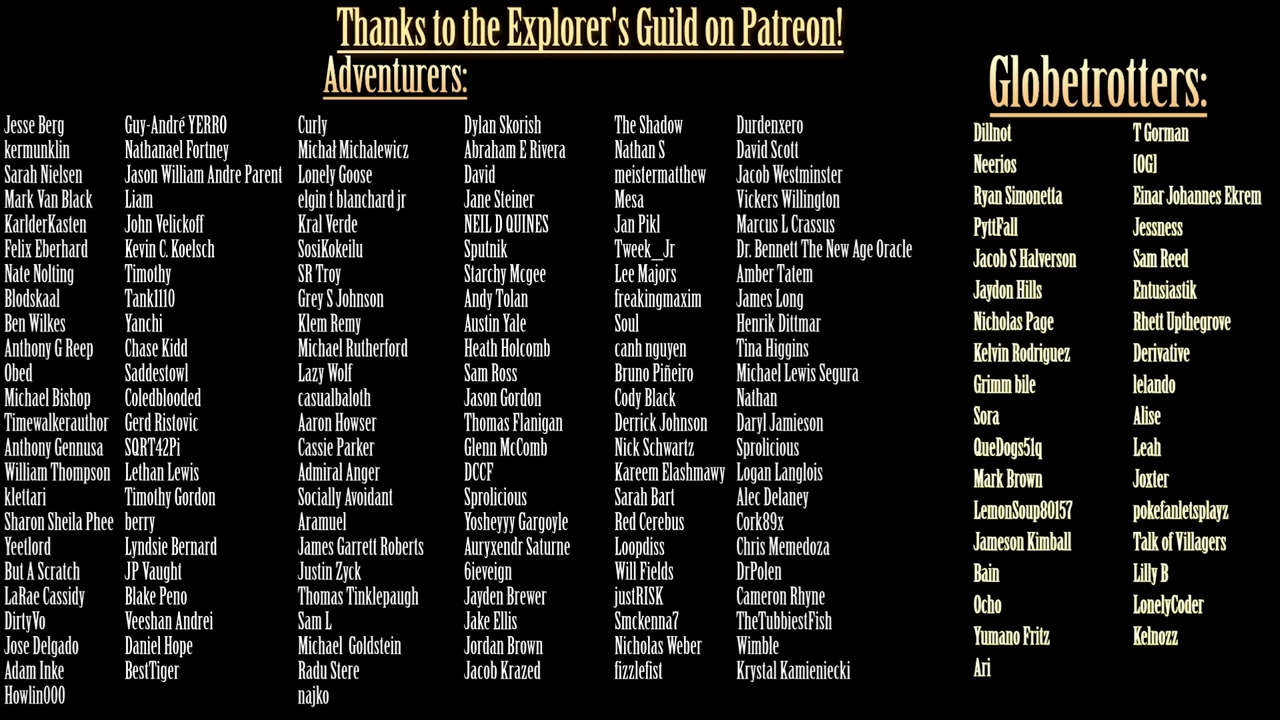 Thanks to the Explorer's Guild on Patreon!
Adventurers:
Jesse Berg
kermunklin
Sarah Nielsen
Mark Van Black
KarlderKasten
Felix Eberhard
Nate Nolting
Blodskaal
Ben Wilkes
Anthony G Reep
Obed
Michael Bishop
Timewalkerauthor
Anthony Gennusa
William Thompson
klettari
Sharon Sheila Phee
Yeetlord
But A Scratch
LaRae Cassidy
DirtyVo
Jose Delgado
Adam Inke
Howlin000
Guy-André YERRO
Nathanael Fortney
Jason William Andre Parent
Liam
John Velickoff
Kevin C. Koelsch
Timothy
Tank1110
Yanchi
Chase Kidd
Saddestowl
Coledblooded
Gerd Ristovic
SQRT42Pi
Lethan Lewis
Timothy Gordon
berry
Lyndsie Bernard
JP Vaught
Blake Peno
Veeshan Andrei
Daniel Hope
BestTiger
Curly
Michał Michalewicz
Lonely Goose
elgin t blanchard jr
Kral Verde
SosiKokeilu
SR Troy
Grey S Johnson
Klem Remy
Michael Rutherford
Lazy Wolf
casualbaloth
Aaron Howser
Cassie Parker
Admiral Anger
Socially Avoidant
Aramuel
James Garrett Roberts
Justin Zyck
Thomas Tinklepaugh
Sam L
Michael Goldstein
Radu Stere
najko
Dylan Skorish
Abraham E Rivera
David
Jane Steiner
NEIL D QUINES
Sputnik
Starchy Mcgee
Andy Tolan
Austin Yale
Heath Holcomb
Sam Ross
Jason Gordon
Thomas Flanigan
Glenn McComb
DCCF
Sprolicious
Yosheyyy Gargoyle
Auryxendr Saturne
6ieveign
Jayden Brewer
Jake Ellis
Jordan Brown
Jacob Krazed
The Shadow
Nathan S
meistermatthew
Mesa
Jan Pikl
Tweek__Jr
Lee Majors
freakingmaxim
Soul
canh nguyen
Bruno Piñeiro
Cody Black
Derrick Johnson
Nick Schwartz
Kareem Elashmawy
Sarah Bart
Red Cerebus
Loopdiss
Will Fields
justRISK
Smckenna7
Nicholas Weber
fizzlefist
Durdenxero
David Scott
Jacob Westminster
Vickers Willington
Marcus L Crassus
Dr. Bennett The New Age Oracle
Amber Tatem
James Long
Henrik Dittmar
Tina Higgins
Michael Lewis Segura
Nathan
Daryl Jamieson
Sprolicious
Logan Langlois
Alec Delaney
Cork89x
Chris Memedoza
DrPolen
Cameron Rhyne
TheTubbiestFish
Wimble
Krystal Kamieniecki
Globetrotters:
Dillnot
Neerios
Ryan Simonetta
PyttFall
Jacob S Halverson
Jaydon Hills
Nicholas Page
Kelvin Rodriguez
Grimm bile
Sora
QueDogs51q
Mark Brown
LemonSoup80157
Jameson Kimball
Bain
Ocho
Yumano Fritz
Ari
T Gorman
[OG]
Einar Johannes Ekrem
Jessness
Sam Reed
Entusiastik
Rhett Upthegrove
Derivative
lelando
Alise
Leah
Joxter
pokefanletsplayz
Talk of Villagers
Lilly B
LonelyCoder
Kelnozz